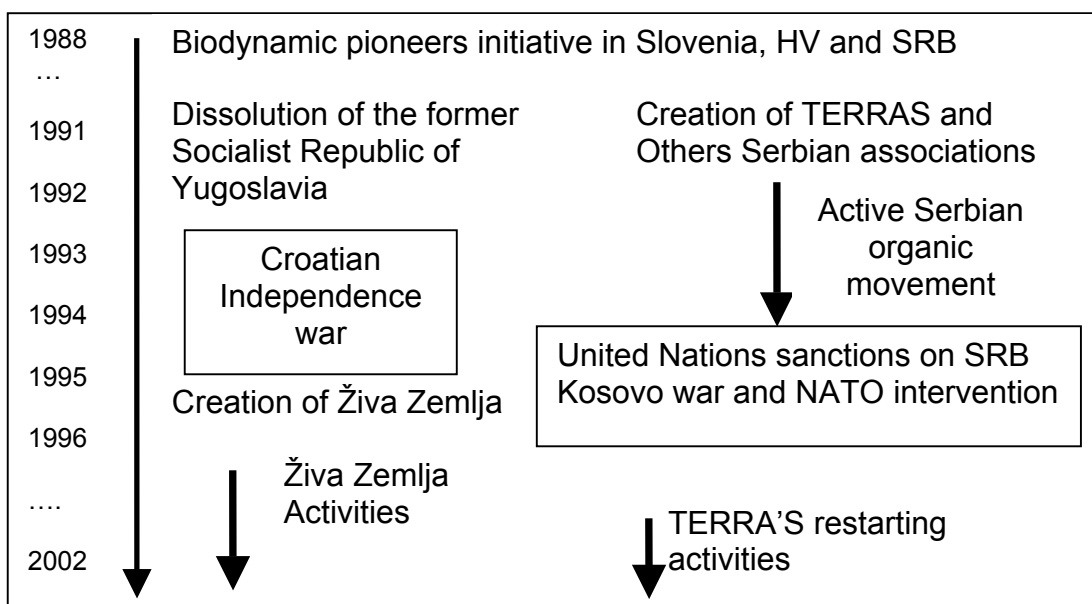 1988
…
1991
1992
1993
1994
1995
1996
….
2002
Biodynamic pioneers initiative in Slovenia, HV and SRB
Dissolution of the former
Socialist Republic of
Yugoslavia
Croatian
Independence
war
Creation of Živa Zemlja
Živa Zemlja
Activities
Creation of TERRAS and
Others Serbian associations
Active Serbian
organic
movement
United Nations sanctions on SRB
Kosovo war and NATO intervention
TERRA’S restarting
activities